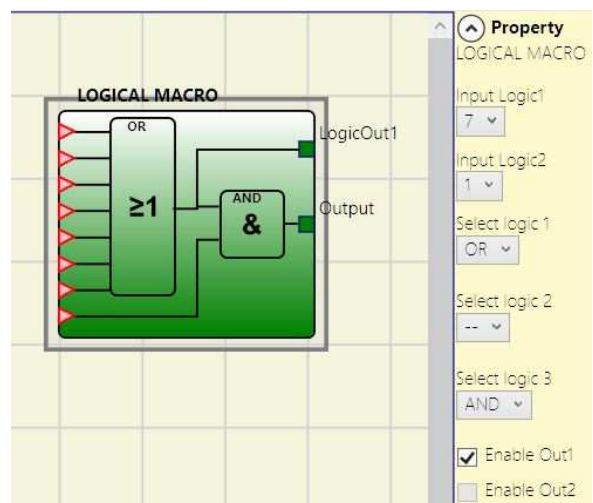 LOGICAL MACRO
OR
≥1
LogicOut1
AND
&
Output
Property
LOGICAL MACRO
Input Logic1
7
Input Logic2
1
Select logic 1
OR
Select logic 2
--
Select logic 3
AND
Enable Out1
Enable Out2